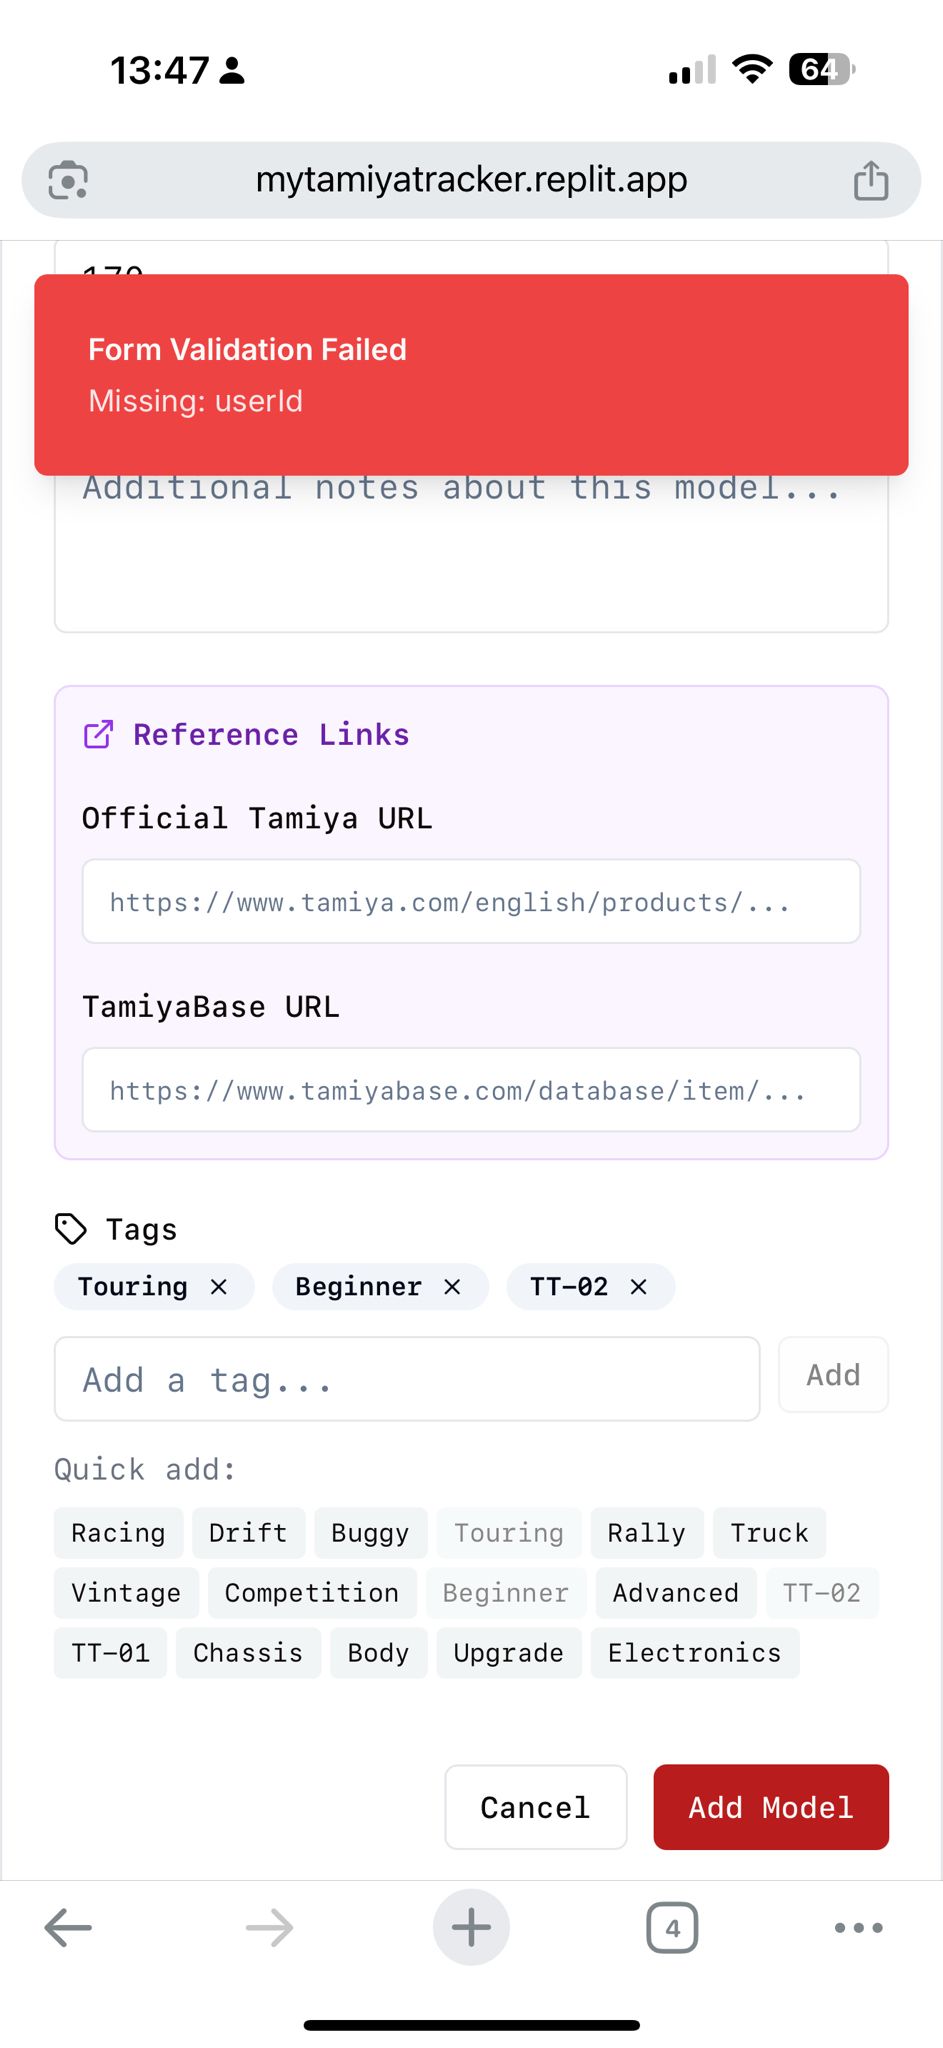 13:47
64
mytamiyatracker.replit.app
Form Validation Failed
Missing: userId
Additional notes about this model...
Reference Links
Official Tamiya URL
https://www.tamiya.com/english/products/...
TamiyaBase URL
https://www.tamiyabase.com/database/item/...
Tags
Touring × Beginner × TT-02 ×
Add a tag... Add
Quick add:
Racing Drift Buggy Touring Rally Truck
Vintage Competition Beginner Advanced TT-02
TT-01 Chassis Body Upgrade Electronics
Cancel Add Model
4